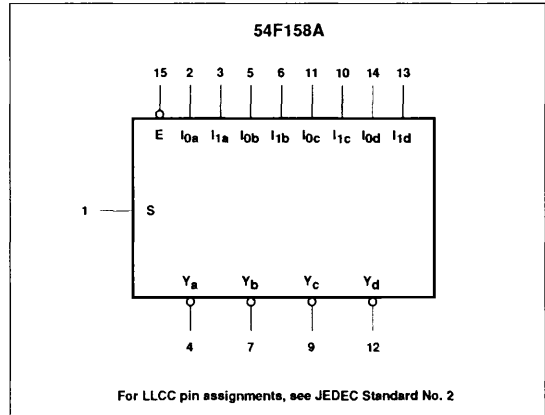 54F158A
15 2 3 5 6 11 10 14 13
E I0a I1a I0b I1b I0c I1c I0d I1d
1 S
Ya Yb Yc Yd
4 7 9 12
For LLCC pin assignments, see JEDEC Standard No. 2